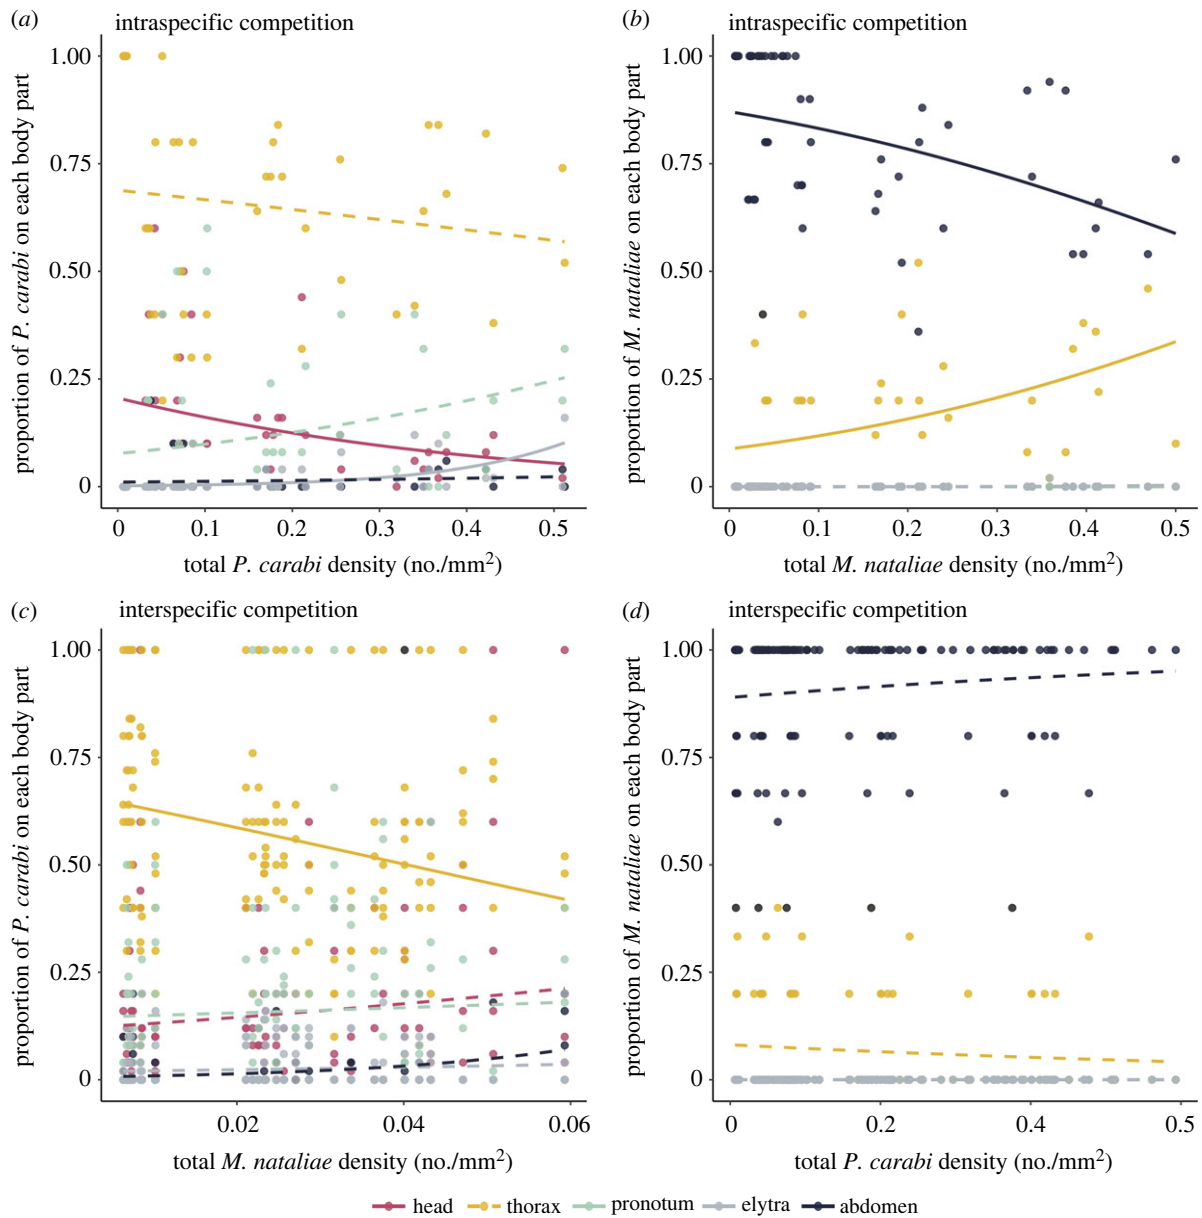 (a) intraspecific competition
proportion of P. carabi on each body part
1.00
0.75
0.50
0.25
0
0 0.1 0.2 0.3 0.4 0.5
total P. carabi density (no./mm²)
(b) intraspecific competition
proportion of M. nataliae on each body part
1.00
0.75
0.50
0.25
0
0 0.1 0.2 0.3 0.4 0.5
total M. nataliae density (no./mm²)
(c) interspecific competition
proportion of P. carabi on each body part
1.00
0.75
0.50
0.25
0
0.02 0.04 0.06
total M. nataliae density (no./mm²)
(d) interspecific competition
proportion of M. nataliae on each body part
1.00
0.75
0.50
0.25
0
0 0.2 0.4 0.5
total P. carabi density (no./mm²)
head thorax pronotum elytra abdomen